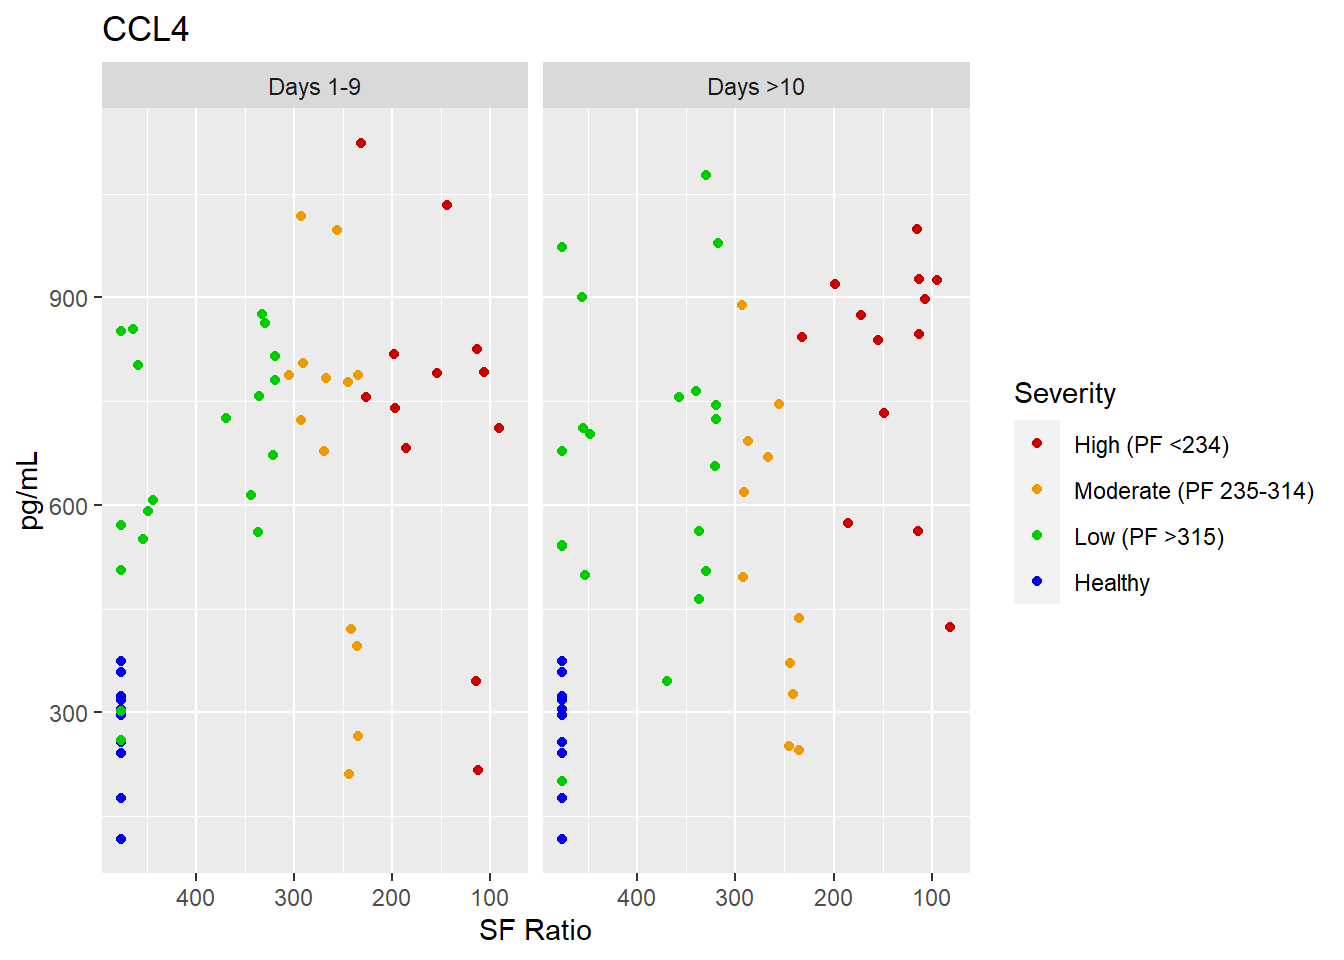 CCL4
Days 1-9
Days >10
900
600
300
pg/mL
400
300
200
100
400
300
200
100
SF Ratio
Severity
High (PF <234)
Moderate (PF 235-314)
Low (PF >315)
Healthy